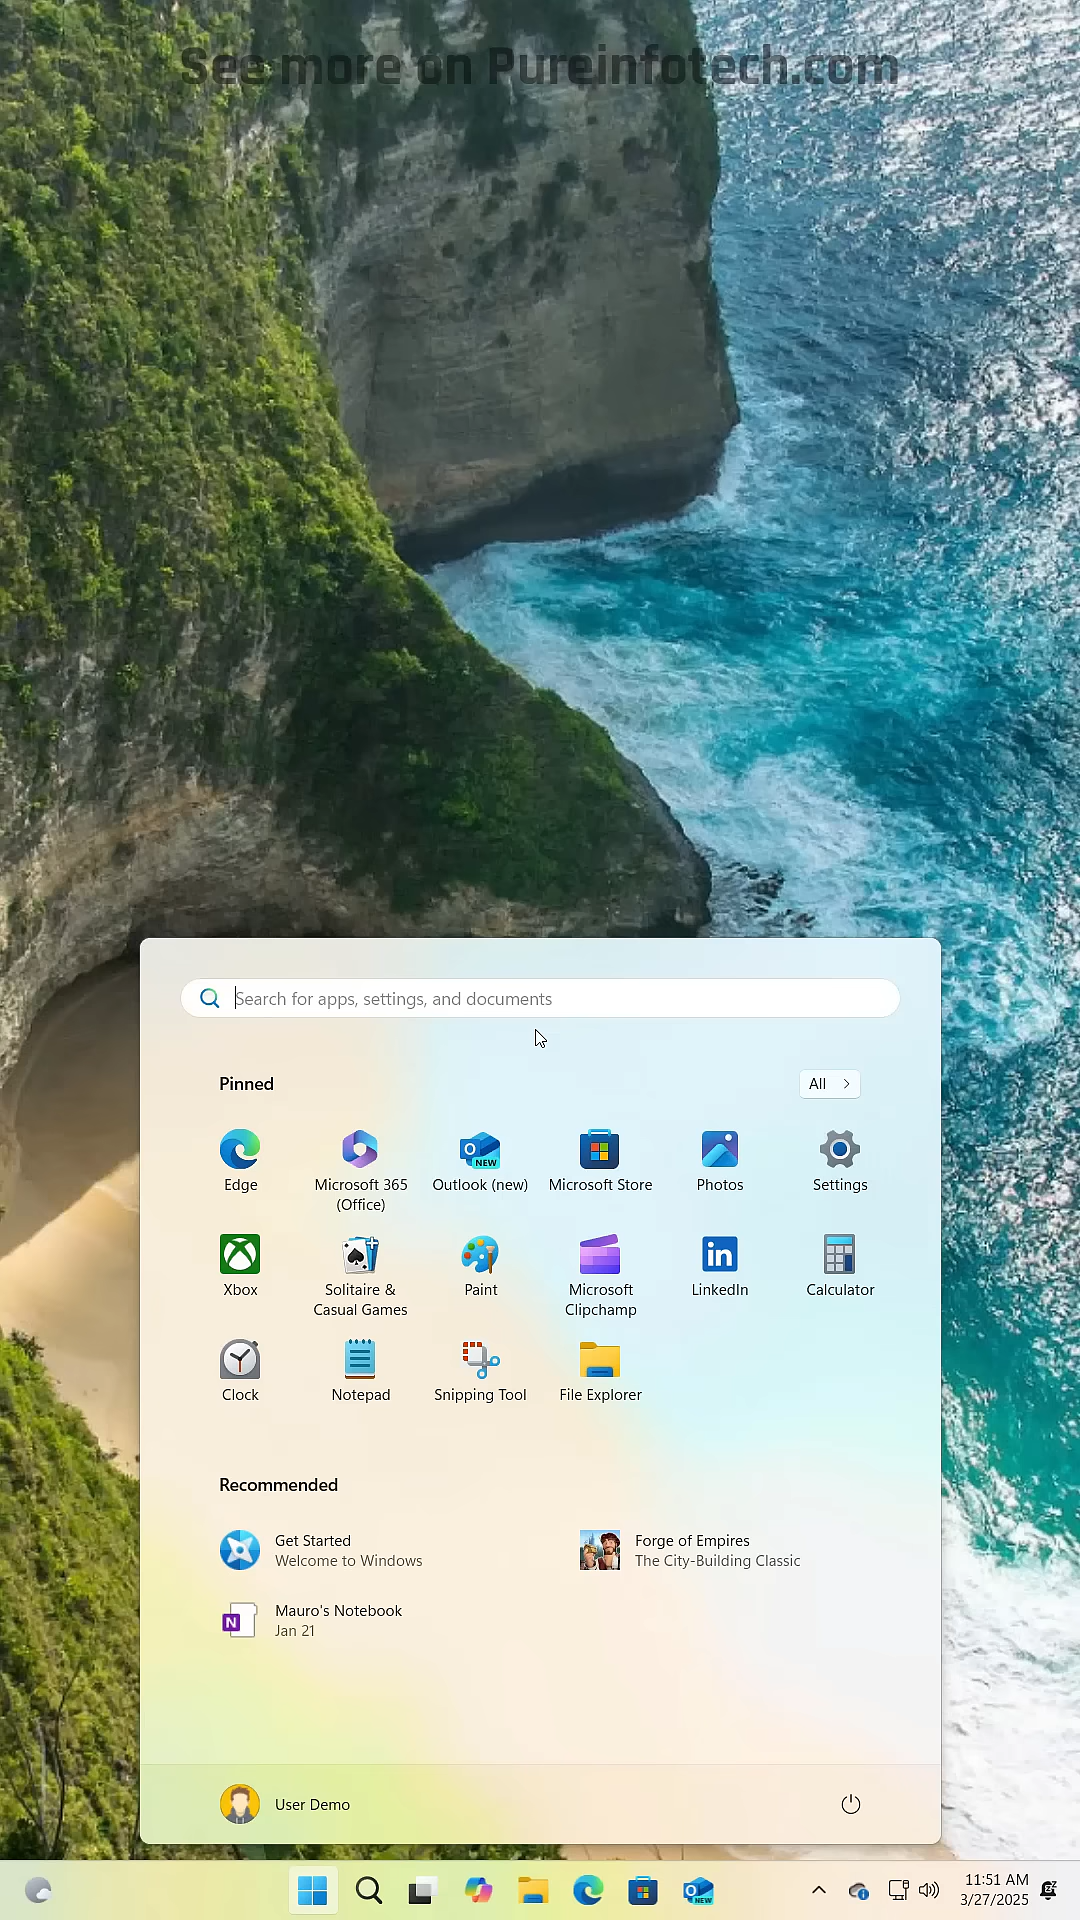 See more on Pureinfotech.com
Search for apps, settings, and documents
Pinned
All
Edge
Microsoft 365
(Office)
Outlook (new)
Microsoft Store
Photos
Settings
Xbox
Solitaire &
Casual Games
Paint
Microsoft
Clipchamp
LinkedIn
Calculator
Clock
Notepad
Snipping Tool
File Explorer
Recommended
Get Started
Welcome to Windows
Forge of Empires
The City-Building Classic
Mauro's Notebook
Jan 21
User Demo
11:51 AM
3/27/2025